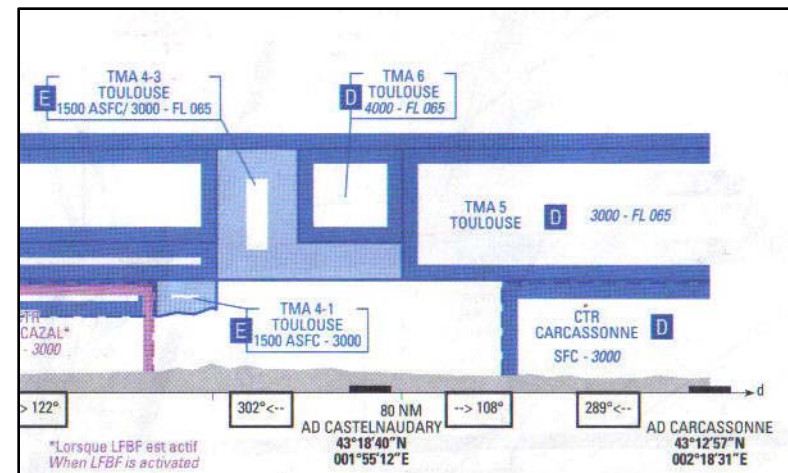 TMA 4-3
TOULOUSE
E
1500 ASFC/ 3000 - FL 065
TMA 6
TOULOUSE
D
4000 - FL 065
TMA 5
TOULOUSE
D
3000 - FL 065
TMA 4-1
TOULOUSE
E
1500 ASFC - 3000
TR
CAZAL*
- 3000
CTR
CARCASSONNE
D
SFC - 3000
> 122°
302°<--
80 NM
--> 108°
289°<--
d
AD CASTELNAUDARY
43°18'40"N
001°55'12"E
AD CARCASSONNE
43°12'57"N
002°18'31"E
*Lorsque LFBF est actif
When LFBF is activated